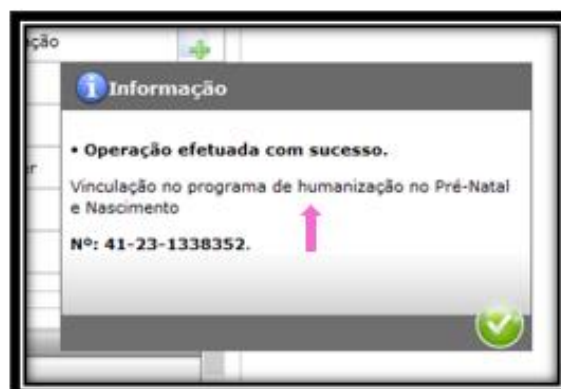 ção
Informação
• Operação efetuada com sucesso.
er
Vinculação no programa de humanização no Pré-Natal
e Nascimento
Nº: 41-23-1338352.